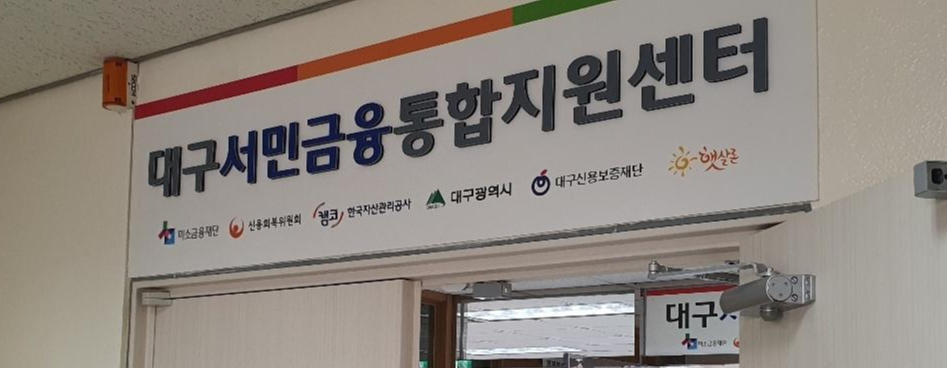 대구서민금융통합지원센터
미소금융재단 신용회복위원회 캠코 한국자산관리공사 대구광역시 대구신용보증재단 햇살론
대구
미소금융재단